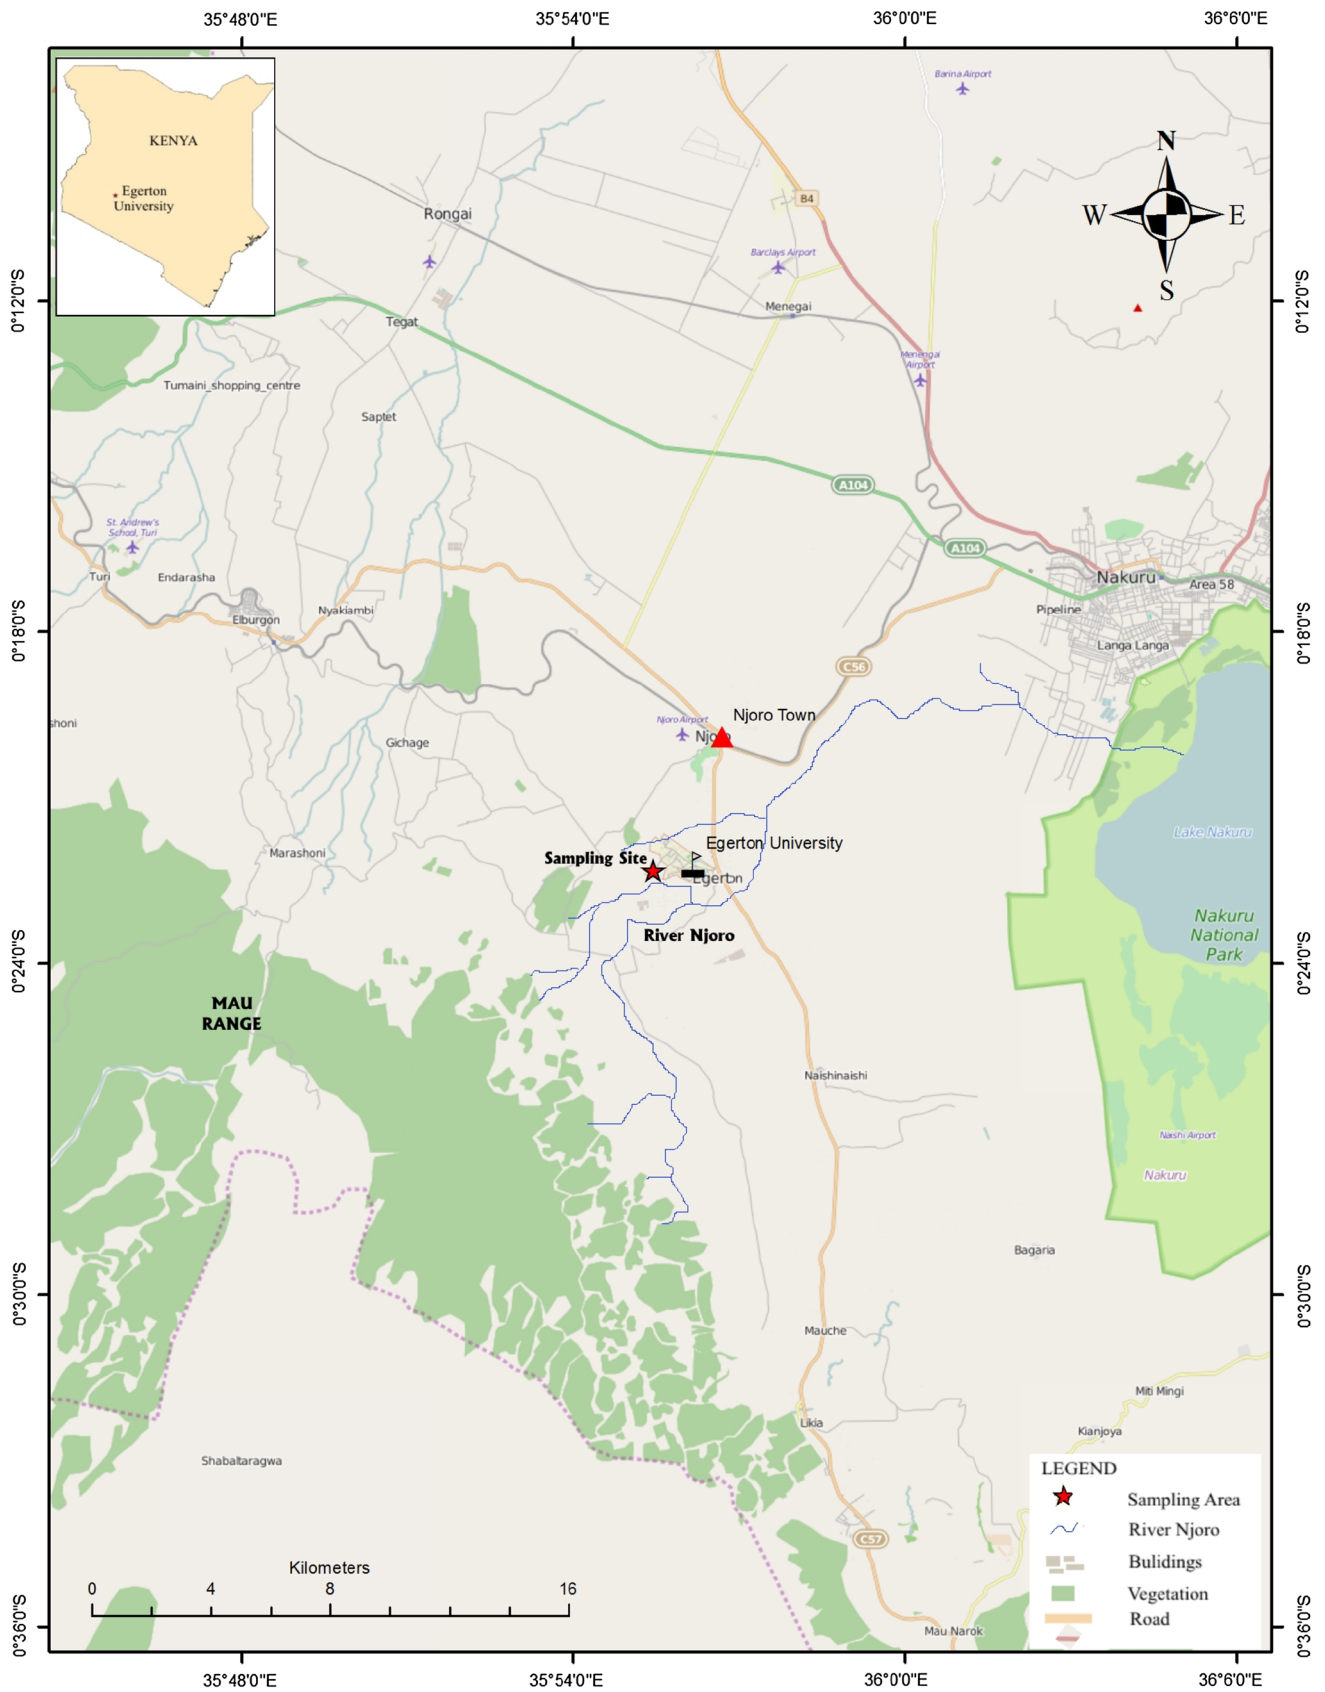 35°48'0"E
35°54'0"E
36°0'0"E
36°6'0"E
KENYA
Egerton
University
Barina Airport
N
W
E
S
B4
Rongai
Barclays Airport
Menegai
0°12'0"S
0°12'0"S
Tegat
Menengai
Airport
Tumaini_shopping_centre
Saptet
A104
St. Andrew's
School, Turi
A104
Turi
Endarasha
Nakuru
Area 58
Nyakiambi
Elburgon
Pipeline
0°18'0"S
0°18'0"S
Langa Langa
C56
shoni
Njoro Airport
Njoro Town
Njoro
Gichage
Lake Nakuru
Egerton University
Marashoni
Sampling Site
Egerton
River Njoro
Nakuru
National
Park
0°24'0"S
0°24'0"S
MAU
RANGE
Naishinaishi
Naishi Airport
Nakuru
Bagaria
0°30'0"S
0°30'0"S
Mauche
Miti Mingi
Likia
Kianjoya
Shabaltaragwa
LEGEND
Sampling Area
River Njoro
Bulidings
Vegetation
Road
C57
Kilometers
0
4
8
16
Mau Narok
0°36'0"S
0°36'0"S
35°48'0"E
35°54'0"E
36°0'0"E
36°6'0"E